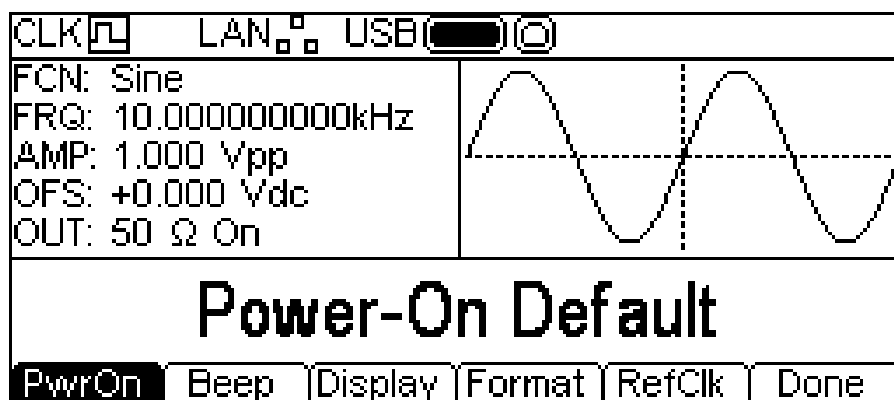 CLK LAN USB
FCN: Sine
FRQ: 10.000000000kHz
AMP: 1.000 Vpp
OFS: +0.000 Vdc
OUT: 50 Ω On
Power-On Default
PwrOn Beep Display Format RefClk Done